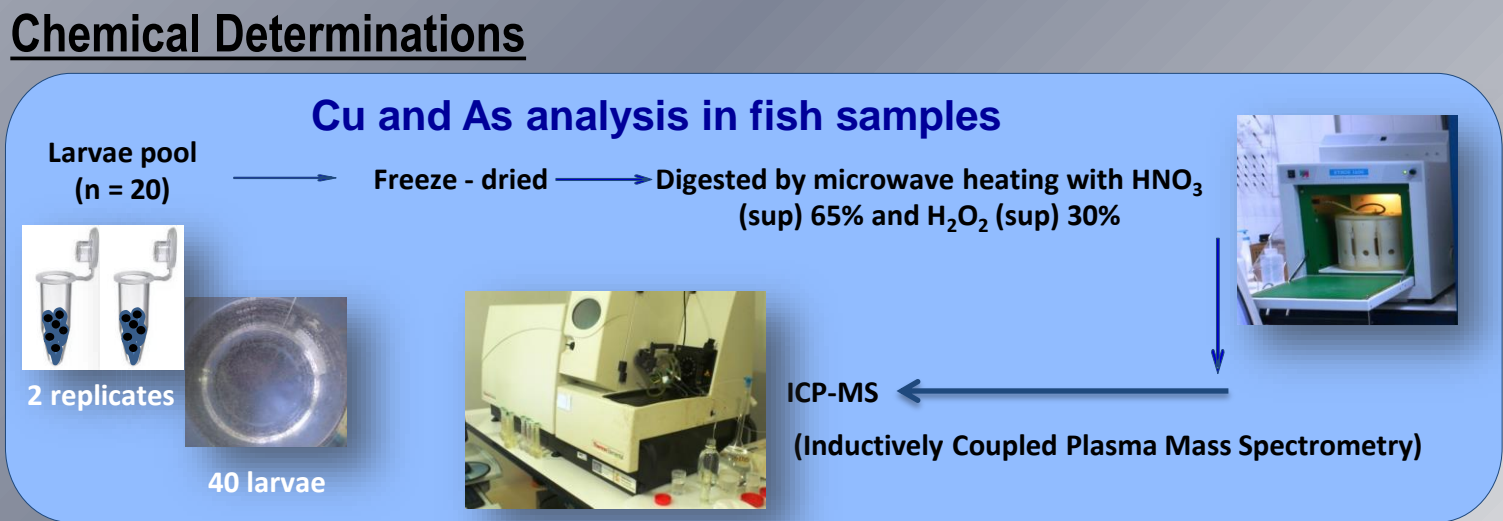 Chemical Determinations
Cu and As analysis in fish samples
Larvae pool
(n = 20)
Freeze - dried
Digested by microwave heating with HNO₃
(sup) 65% and H₂O₂ (sup) 30%
2 replicates
40 larvae
ICP-MS
(Inductively Coupled Plasma Mass Spectrometry)